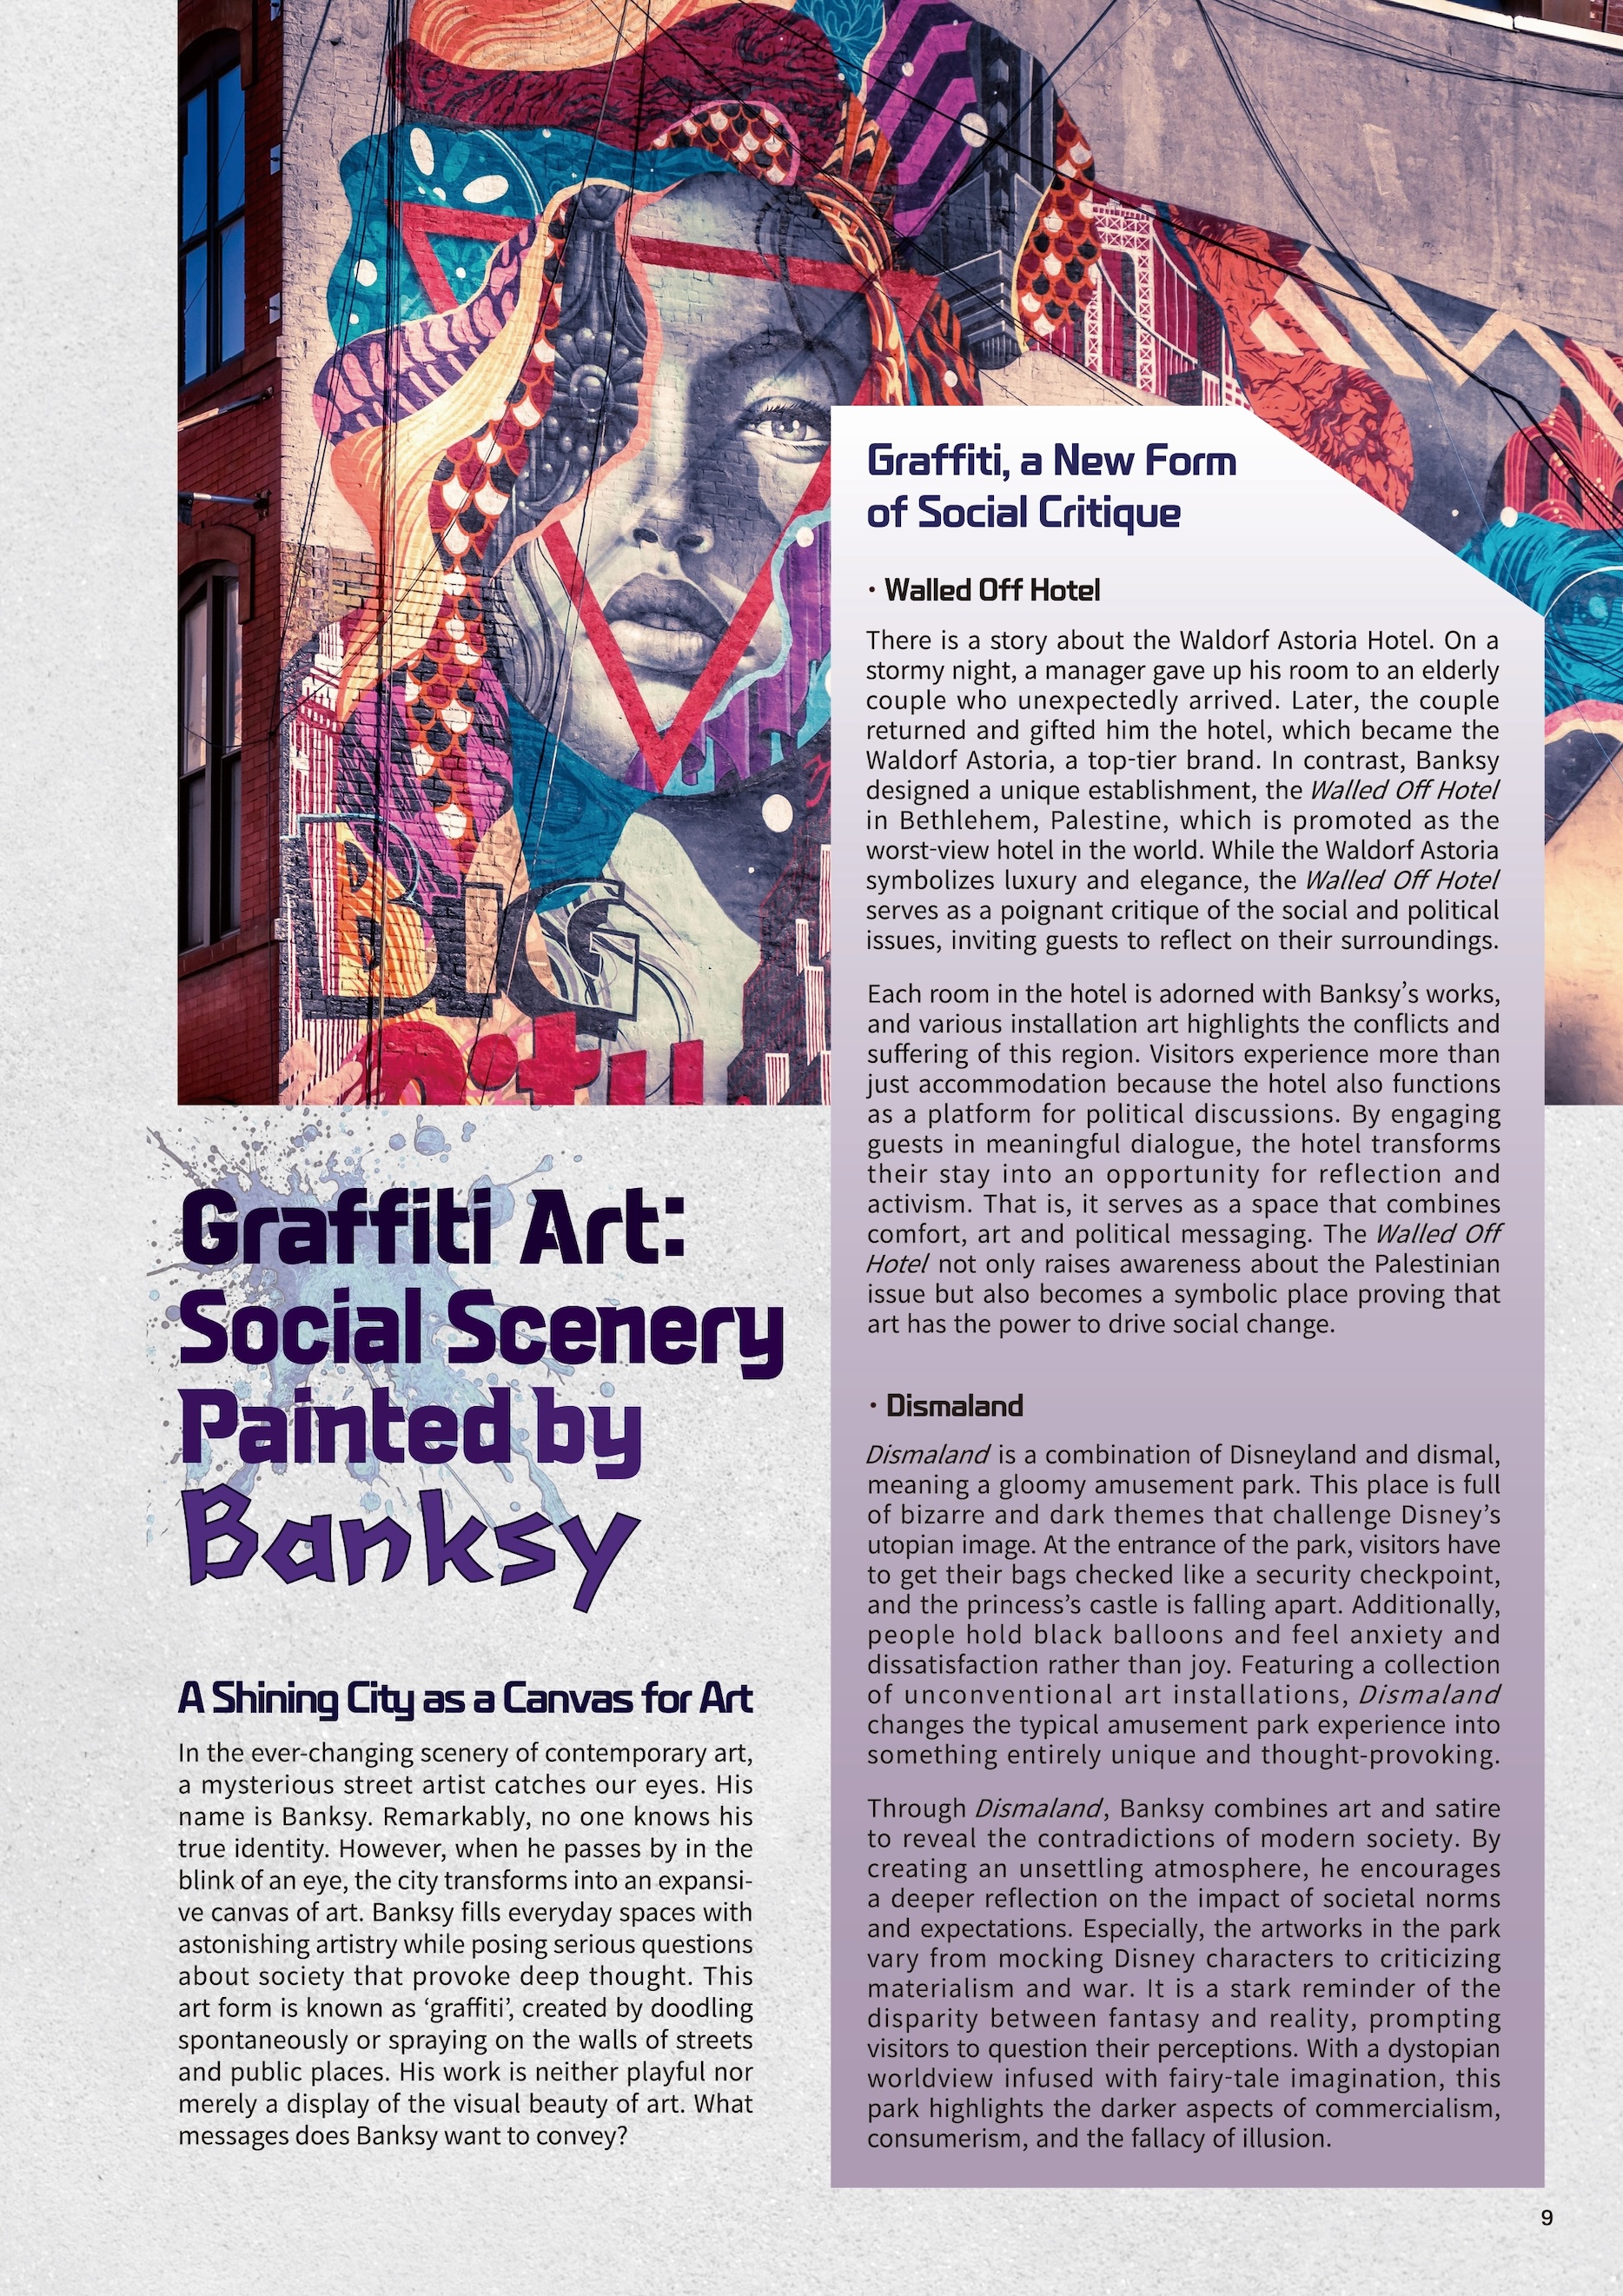 BIG
City
Graffiti Art:
Social Scenery
Painted by
Banksy
A Shining City as a Canvas for Art
In the ever-changing scenery of contemporary art,
a mysterious street artist catches our eyes. His
name is Banksy. Remarkably, no one knows his
true identity. However, when he passes by in the
blink of an eye, the city transforms into an expansi-
ve canvas of art. Banksy fills everyday spaces with
astonishing artistry while posing serious questions
about society that provoke deep thought. This
art form is known as ‘graffiti’, created by doodling
spontaneously or spraying on the walls of streets
and public places. His work is neither playful nor
merely a display of the visual beauty of art. What
messages does Banksy want to convey?
Graffiti, a New Form
of Social Critique
· Walled Off Hotel
There is a story about the Waldorf Astoria Hotel. On a
stormy night, a manager gave up his room to an elderly
couple who unexpectedly arrived. Later, the couple
returned and gifted him the hotel, which became the
Waldorf Astoria, a top-tier brand. In contrast, Banksy
designed a unique establishment, the Walled Off Hotel
in Bethlehem, Palestine, which is promoted as the
worst-view hotel in the world. While the Waldorf Astoria
symbolizes luxury and elegance, the Walled Off Hotel
serves as a poignant critique of the social and political
issues, inviting guests to reflect on their surroundings.
Each room in the hotel is adorned with Banksy’s works,
and various installation art highlights the conflicts and
suffering of this region. Visitors experience more than
just accommodation because the hotel also functions
as a platform for political discussions. By engaging
guests in meaningful dialogue, the hotel transforms
their stay into an opportunity for reflection and
activism. That is, it serves as a space that combines
comfort, art and political messaging. The Walled Off
Hotel not only raises awareness about the Palestinian
issue but also becomes a symbolic place proving that
art has the power to drive social change.
· Dismaland
Dismaland is a combination of Disneyland and dismal,
meaning a gloomy amusement park. This place is full
of bizarre and dark themes that challenge Disney’s
utopian image. At the entrance of the park, visitors have
to get their bags checked like a security checkpoint,
and the princess’s castle is falling apart. Additionally,
people hold black balloons and feel anxiety and
dissatisfaction rather than joy. Featuring a collection
of unconventional art installations, Dismaland
changes the typical amusement park experience into
something entirely unique and thought-provoking.
Through Dismaland, Banksy combines art and satire
to reveal the contradictions of modern society. By
creating an unsettling atmosphere, he encourages
a deeper reflection on the impact of societal norms
and expectations. Especially, the artworks in the park
vary from mocking Disney characters to criticizing
materialism and war. It is a stark reminder of the
disparity between fantasy and reality, prompting
visitors to question their perceptions. With a dystopian
worldview infused with fairy-tale imagination, this
park highlights the darker aspects of commercialism,
consumerism, and the fallacy of illusion.
9